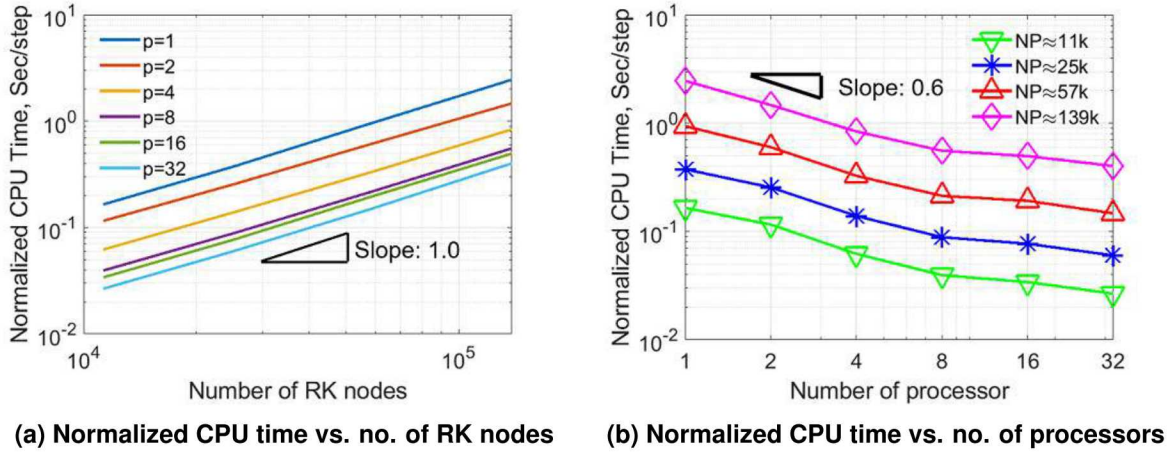 Normalized CPU Time, Sec/step
10^1
10^0
10^-1
10^-2
p=1
p=2
p=4
p=8
p=16
p=32
Slope: 1.0
10^4
10^5
Number of RK nodes
(a) Normalized CPU time vs. no. of RK nodes
Normalized CPU Time, Sec/step
10^1
10^0
10^-1
10^-2
Slope: 0.6
NP≈11k
NP≈25k
NP≈57k
NP≈139k
1 2 4 8 16 32
Number of processor
(b) Normalized CPU time vs. no. of processors